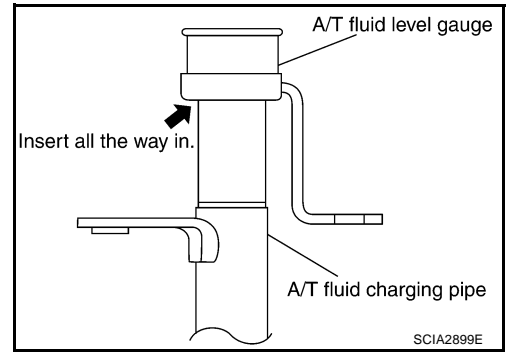 A/T fluid level gauge
Insert all the way in.
A/T fluid charging pipe
SCIA2899E